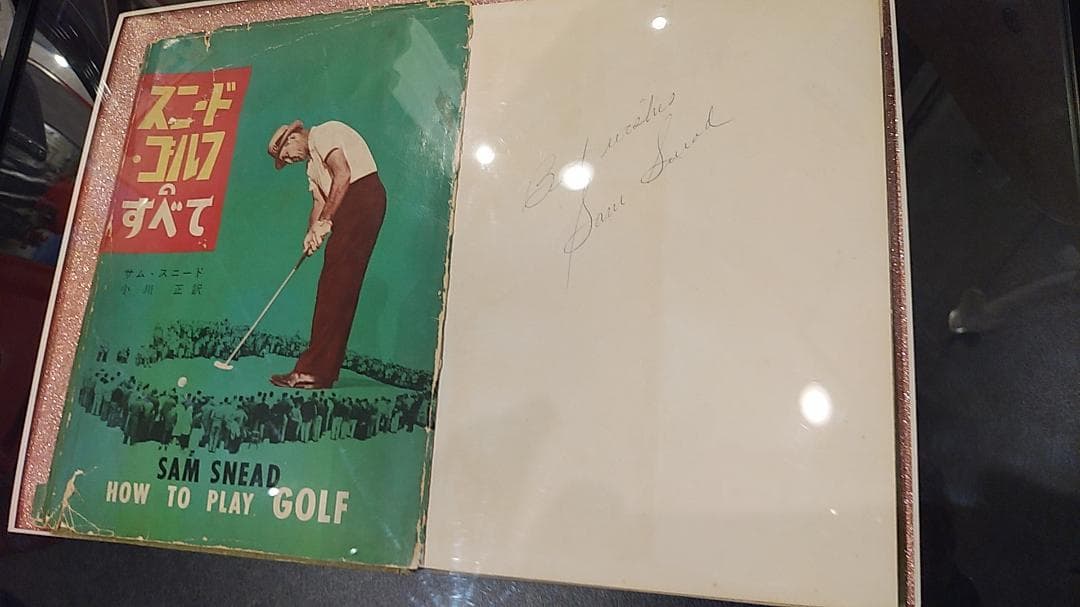 スニード
・ゴルフ
の
すべて
サム・スニード
小川 正訳
SAM SNEAD
HOW TO PLAY GOLF
Best wishes
Sam Snead